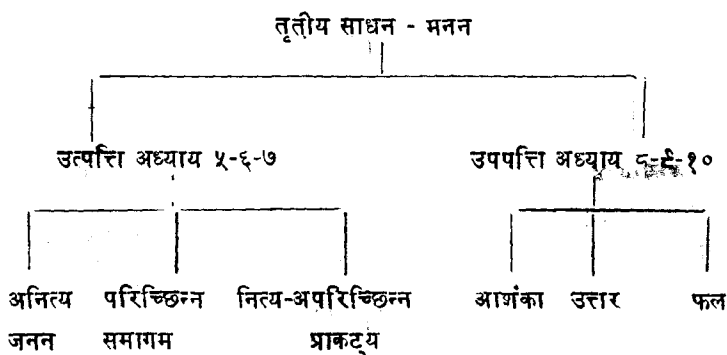 तृतीय साधन - मनन
उत्पत्ति अध्याय ५-६-७ उपपत्ति अध्याय ८-९-१०
अनित्य परिच्छिन्न नित्य-अपरिच्छिन्न आशंका उत्तर फल
जनन समागम प्राकट्य